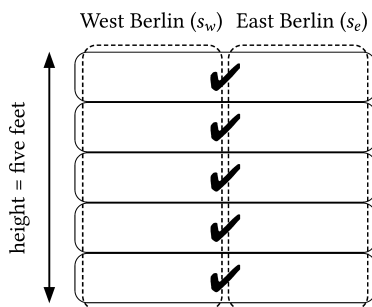 West Berlin (s_w) East Berlin (s_e)
height = five feet